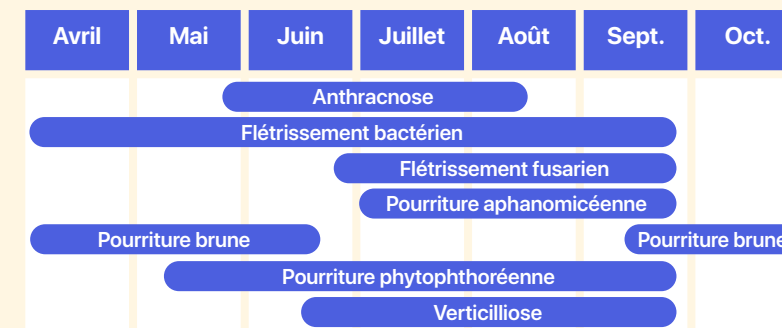 Avril Mai Juin Juillet Août Sept. Oct.
Anthracnose
Flétrissement bactérien
Flétrissement fusarien
Pourriture aphanomicéenne
Pourriture brune Pourriture brune
Pourriture phytophthoréenne
Verticilliose